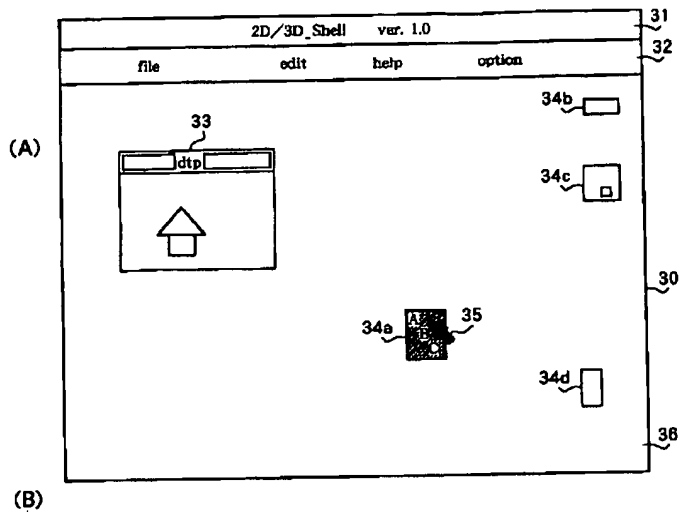 31
2D/3D_Shell ver. 1.0
32
file edit help option
34b
(A)
33
dtp
34c
30
34a
A
B
C
35
34d
36
(B)